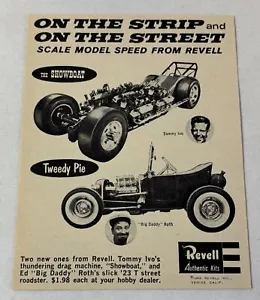 ON THE STRIP and
ON THE STREET
SCALE MODEL SPEED FROM REVELL
THE SHOWBOAT
Tommy Ivo
Tweedy Pie
"Big Daddy" Roth
Two new ones from Revell. Tommy Ivo's
thundering drag machine, "Showboat," and
Ed "Big Daddy" Roth's slick '23 T street
roadster. $1.98 each at your hobby dealer.
Revell
Authentic Kits
VENICE, CALIF.